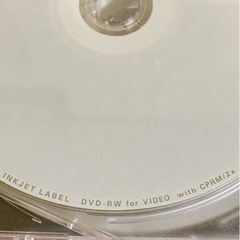 INKJET LABEL DVD-RW for VIDEO with CPRM/2x